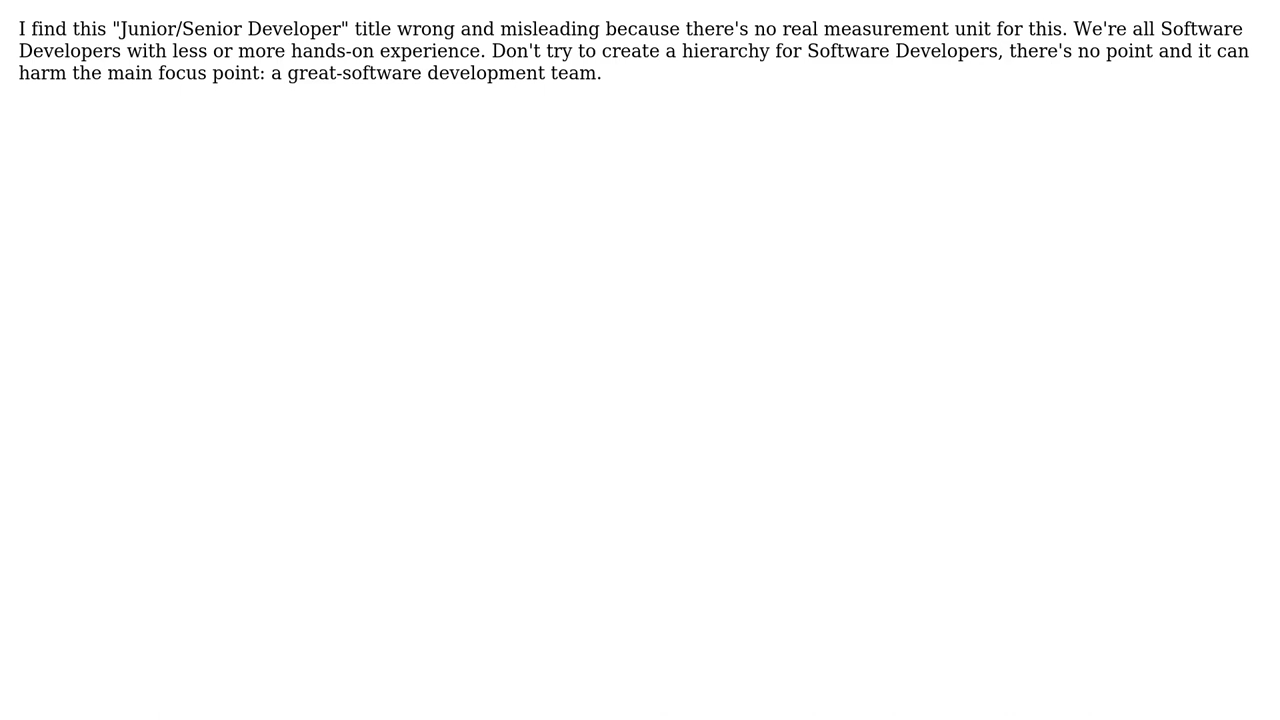 I find this "Junior/Senior Developer" title wrong and misleading because there's no real measurement unit for this. We're all Software
Developers with less or more hands-on experience. Don't try to create a hierarchy for Software Developers, there's no point and it can
harm the main focus point: a great-software development team.